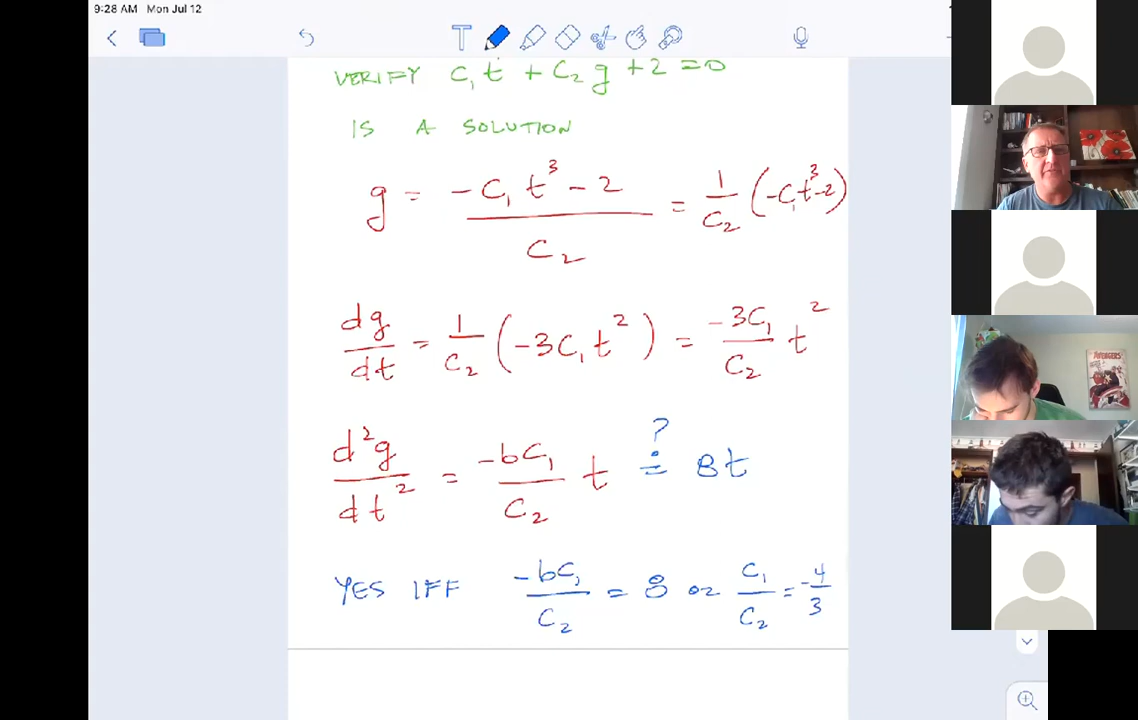 9:28 AM Mon Jul 12
VERIFY C₁t + C₂g + 2 = 0
IS A SOLUTION
g = (-C₁t³ - 2)/C₂ = 1/C₂ (-C₁t³ - 2)
dg/dt = 1/C₂ (-3C₁t²) = -3C₁/C₂ t²
d²g/dt² = -6C₁/C₂ t ≟ 8t
YES IFF -6C₁/C₂ = 8 or C₁/C₂ = -4/3
AVENGERS